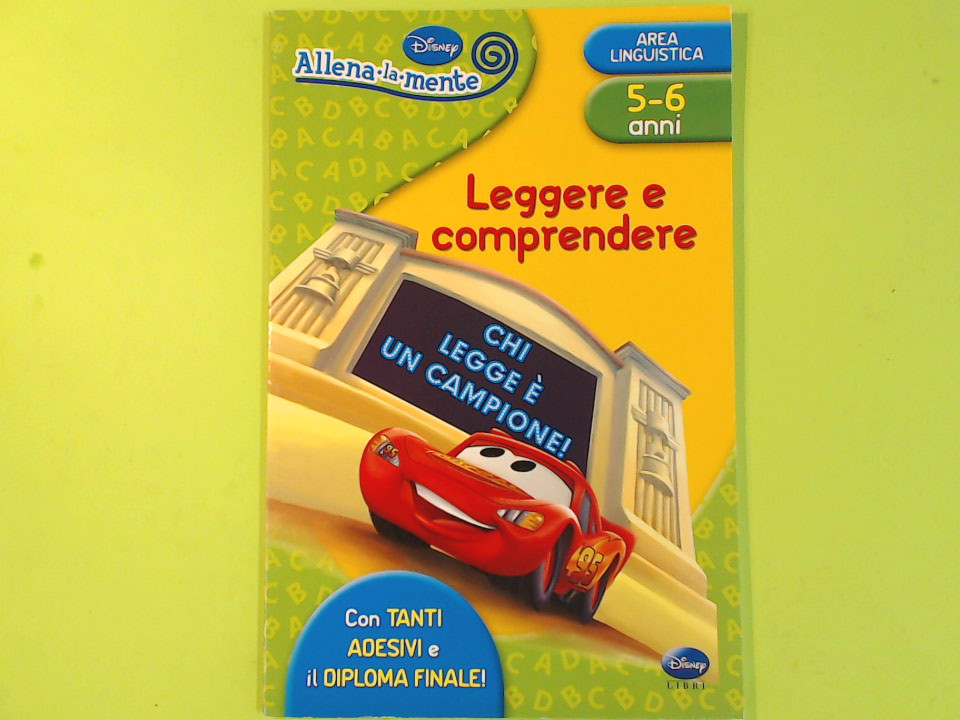 Disney
Allena-la-mente
AREA
LINGUISTICA
5-6
anni
Leggere e
comprendere
CHI
LEGGE È
UN CAMPIONE!
95
95
Con TANTI
ADESIVI e
il DIPLOMA FINALE!
Disney
LIBRI